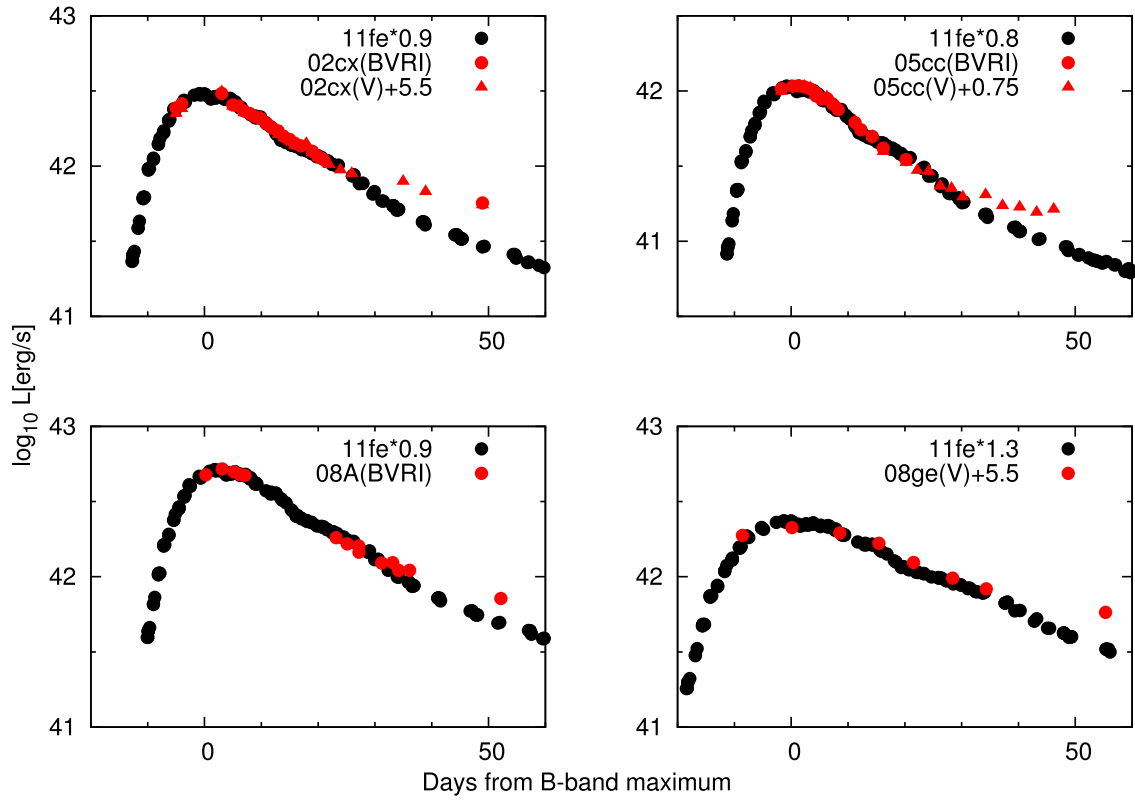 43
11fe*0.9
02cx(BVRI)
02cx(V)+5.5
42
41
0
50
11fe*0.8
05cc(BVRI)
05cc(V)+0.75
42
41
0
50
log10 L[erg/s]
43
11fe*0.9
08A(BVRI)
42
41
0
50
43
11fe*1.3
08ge(V)+5.5
42
41
0
50
Days from B-band maximum